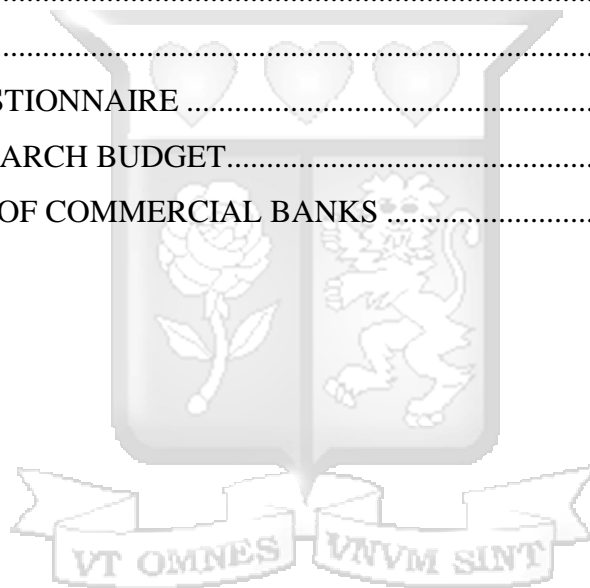 ................................................................
................................................................
STIONNAIRE ................................................
ARCH BUDGET..........................................
OF COMMERCIAL BANKS ........................
VT OMNES VNVM SINT